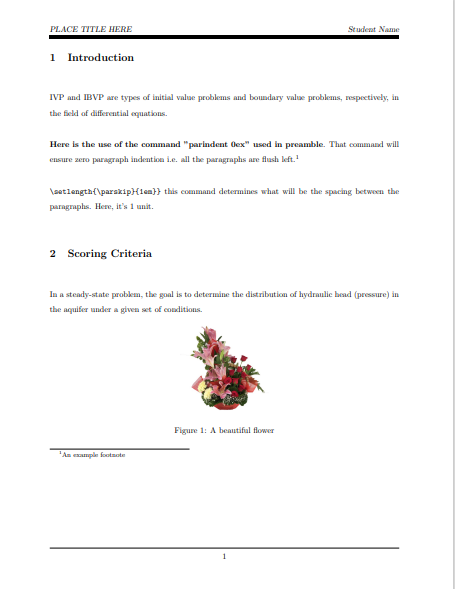 PLACE TITLE HERE Student Name
1 Introduction
IVP and IBVP are types of initial value problems and boundary value problems, respectively, in
the field of differential equations.
Here is the use of the command "parindent 0ex" used in preamble. That command will
ensure zero paragraph indention i.e. all the paragraphs are flush left.1
\setlength{\parskip}{1em}} this command determines what will be the spacing between the
paragraphs. Here, it's 1 unit.
2 Scoring Criteria
In a steady-state problem, the goal is to determine the distribution of hydraulic head (pressure) in
the aquifer under a given set of conditions.
Figure 1: A beautiful flower
1An example footnote
1